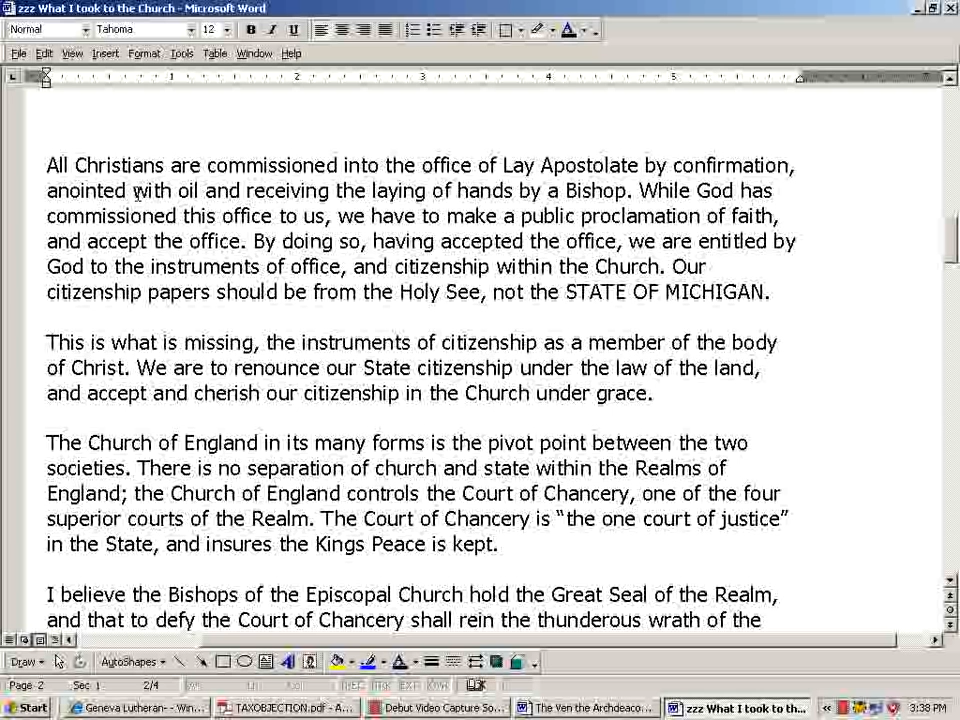 zzz What I took to the Church - Microsoft Word
Normal Tahoma 12 B I U
File Edit View Insert Format Tools Table Window Help
1 2 3 4 5
All Christians are commissioned into the office of Lay Apostolate by confirmation,
anointed with oil and receiving the laying of hands by a Bishop. While God has
commissioned this office to us, we have to make a public proclamation of faith,
and accept the office. By doing so, having accepted the office, we are entitled by
God to the instruments of office, and citizenship within the Church. Our
citizenship papers should be from the Holy See, not the STATE OF MICHIGAN.
This is what is missing, the instruments of citizenship as a member of the body
of Christ. We are to renounce our State citizenship under the law of the land,
and accept and cherish our citizenship in the Church under grace.
The Church of England in its many forms is the pivot point between the two
societies. There is no separation of church and state within the Realms of
England; the Church of England controls the Court of Chancery, one of the four
superior courts of the Realm. The Court of Chancery is “the one court of justice”
in the State, and insures the Kings Peace is kept.
I believe the Bishops of the Episcopal Church hold the Great Seal of the Realm,
and that to defy the Court of Chancery shall rein the thunderous wrath of the
Draw AutoShapes
Page 2 Sec 1 2/4
Start Geneva Lutheran- - Win... TAXOBJECTION.pdf - A... Debut Video Capture So... The Ven the Archdeaco... zzz What I took to th... « 3:38 PM